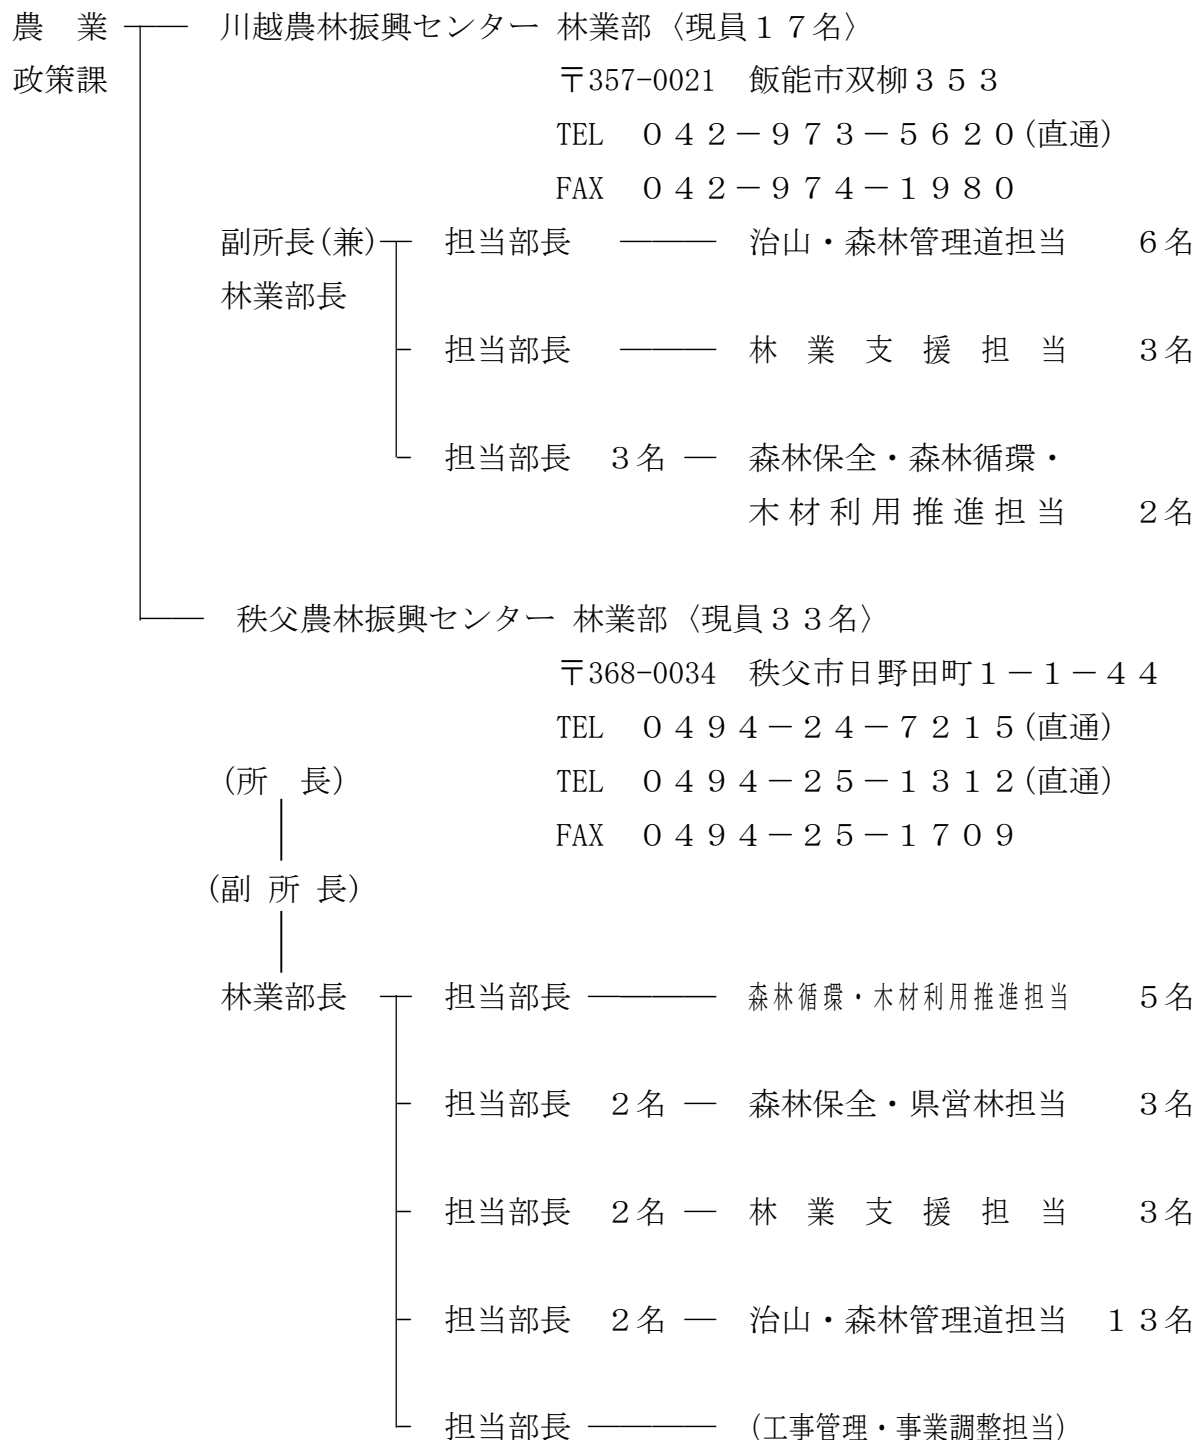 農　業　川越農林振興センター 林業部〈現員１７名〉
政策課　〒357-0021　飯能市双柳３５３
TEL　０４２－９７３－５６２０(直通)
FAX　０４２－９７４－１９８０
副所長(兼)　担当部長　治山・森林管理道担当　６名
林業部長
担当部長　林　業　支　援　担　当　３名
担当部長　３名　森林保全・森林循環・
木材利用推進担当　２名
秩父農林振興センター 林業部〈現員３３名〉
〒368-0034　秩父市日野田町１－１－４４
TEL　０４９４－２４－７２１５(直通)
(所　長)　TEL　０４９４－２５－１３１２(直通)
FAX　０４９４－２５－１７０９
(副 所 長)
林業部長　担当部長　森林循環・木材利用推進担当　５名
担当部長　２名　森林保全・県営林担当　３名
担当部長　２名　林　業　支　援　担　当　３名
担当部長　２名　治山・森林管理道担当　１３名
担当部長　(工事管理・事業調整担当)